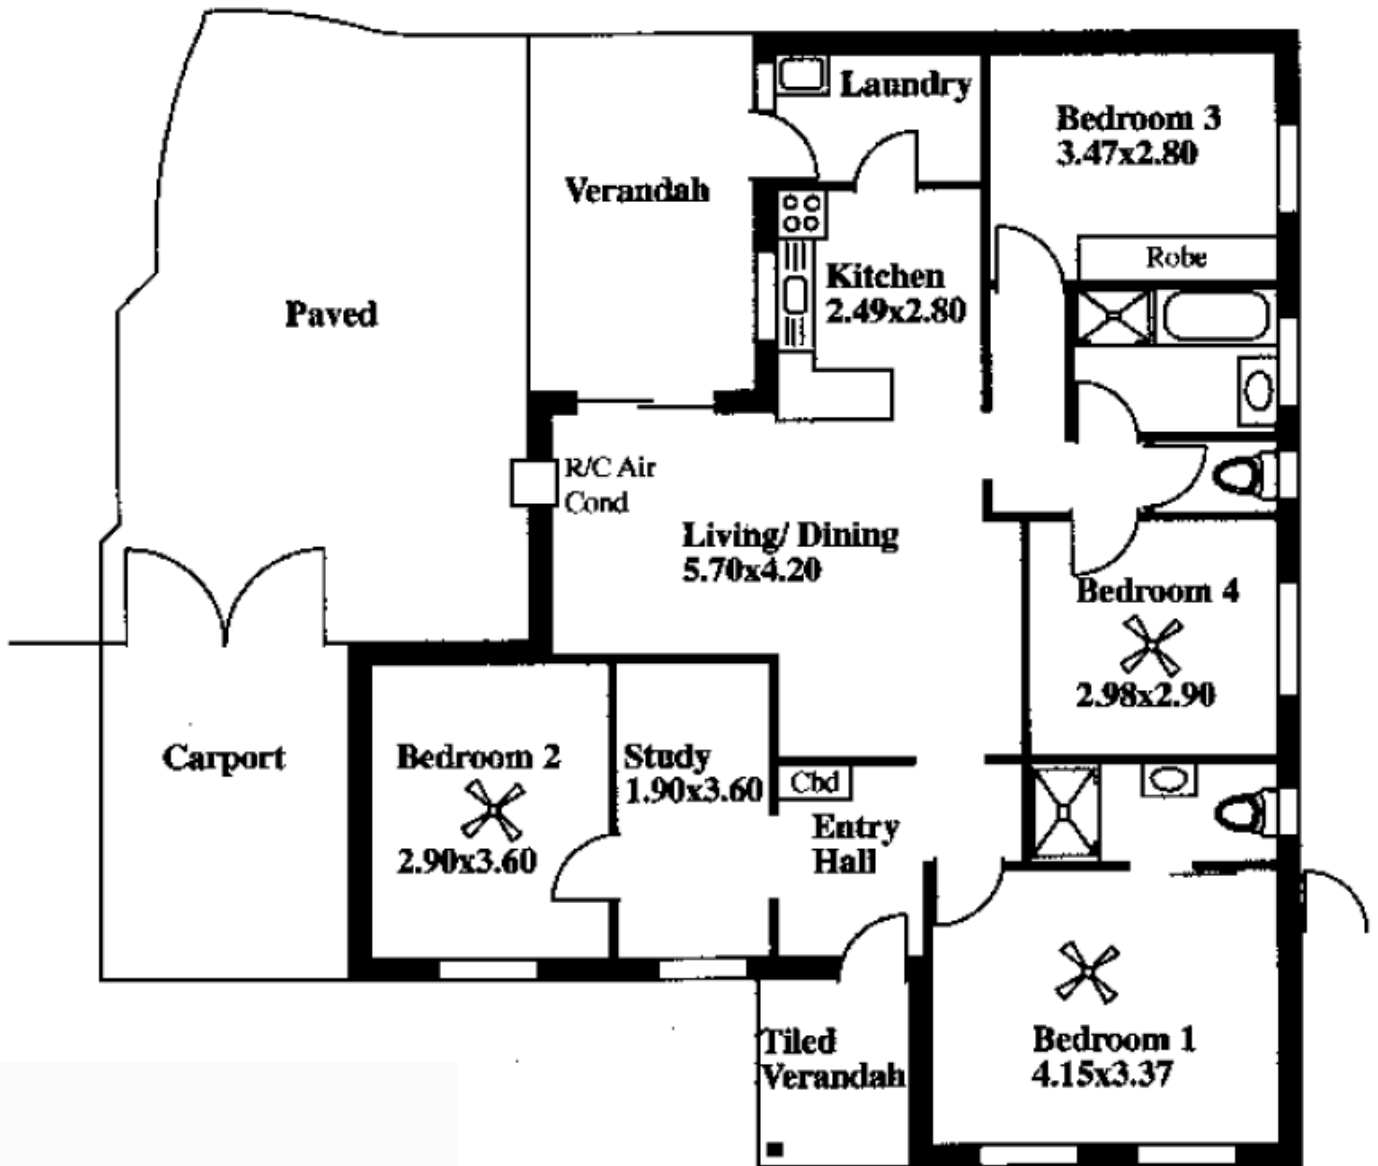 Laundry
Bedroom 3
3.47x2.80
Verandah
Robe
Kitchen
2.49x2.80
Paved
R/C Air
Cond
Living/ Dining
5.70x4.20
Bedroom 4
2.98x2.90
Carport
Bedroom 2
2.90x3.60
Study
1.90x3.60
Cbd
Entry
Hall
Tiled
Verandah
Bedroom 1
4.15x3.37